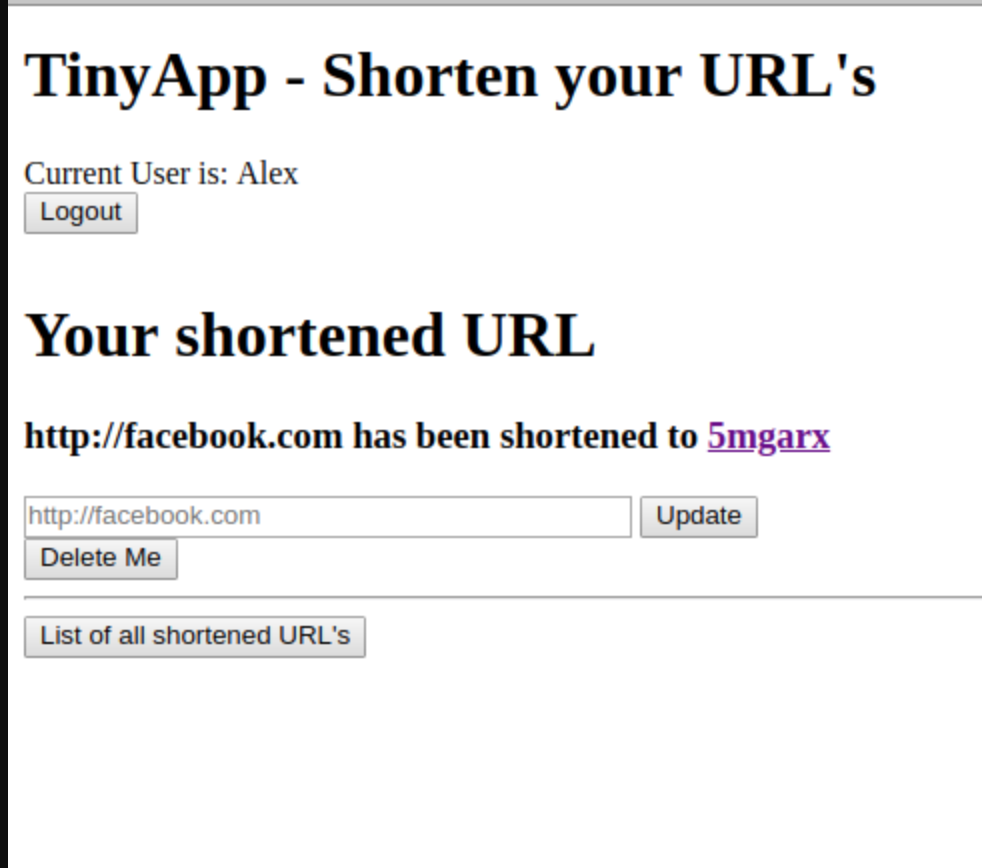 TinyApp - Shorten your URL's
Current User is: Alex
Logout
Your shortened URL
http://facebook.com has been shortened to 5mgarx
http://facebook.com Update
Delete Me
List of all shortened URL's